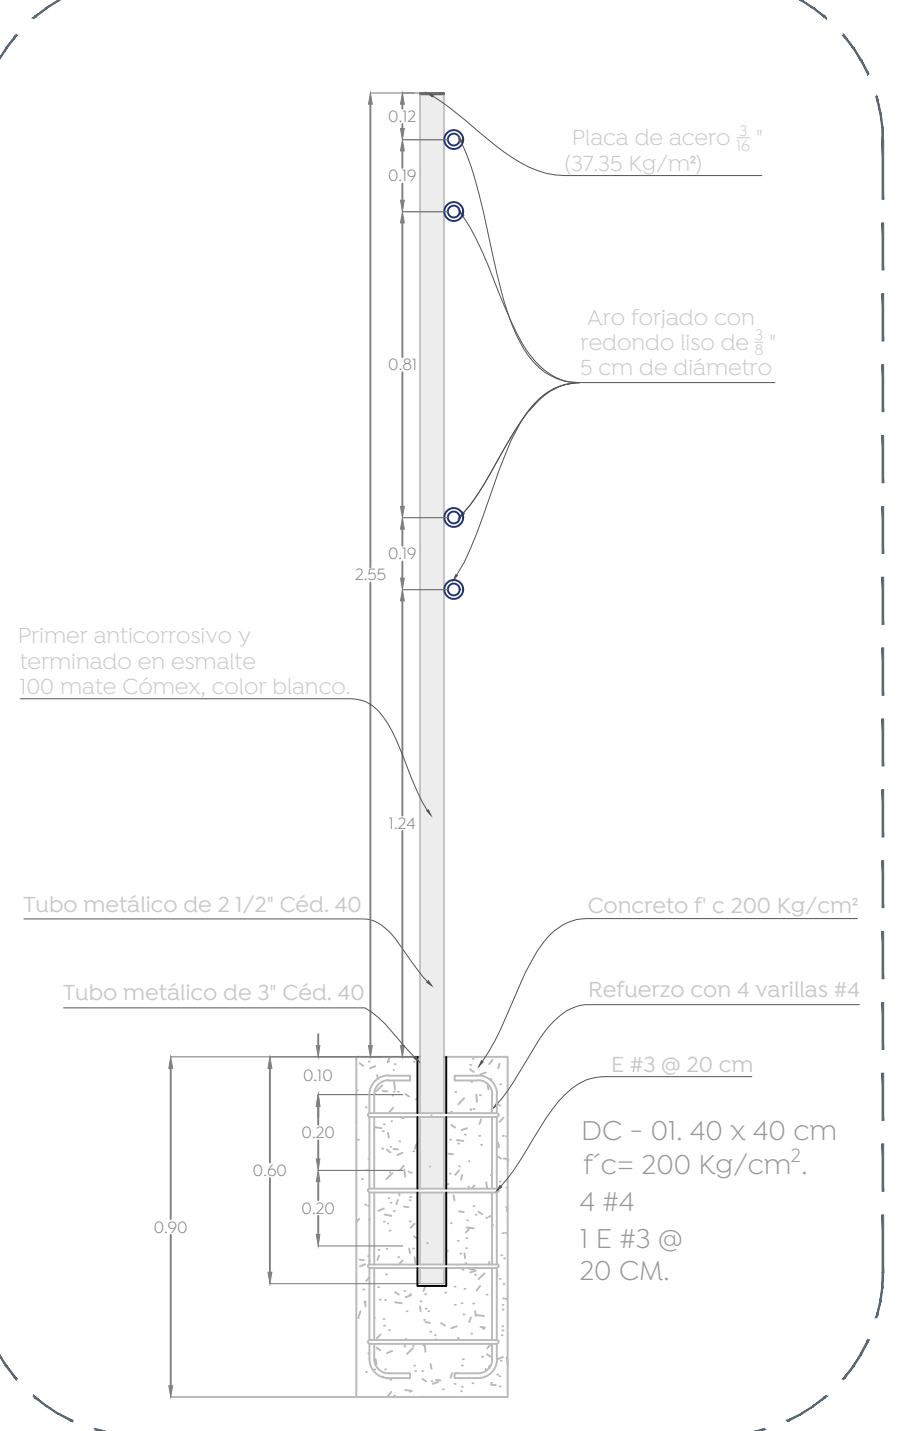 0.12
Placa de acero 3/16 "
(37.35 Kg/m²)
0.19
Aro forjado con
redondo liso de 3/8 "
5 cm de diámetro
0.81
0.19
2.55
Primer anticorrosivo y
terminado en esmalte
100 mate Cómex, color blanco.
1.24
Tubo metálico de 2 1/2" Céd. 40
Concreto f' c 200 Kg/cm²
Tubo metálico de 3" Céd. 40
Refuerzo con 4 varillas #4
E #3 @ 20 cm
0.10
0.20
0.60
0.20
0.90
DC - 01. 40 x 40 cm
f´c= 200 Kg/cm².
4 #4
1 E #3 @
20 CM.